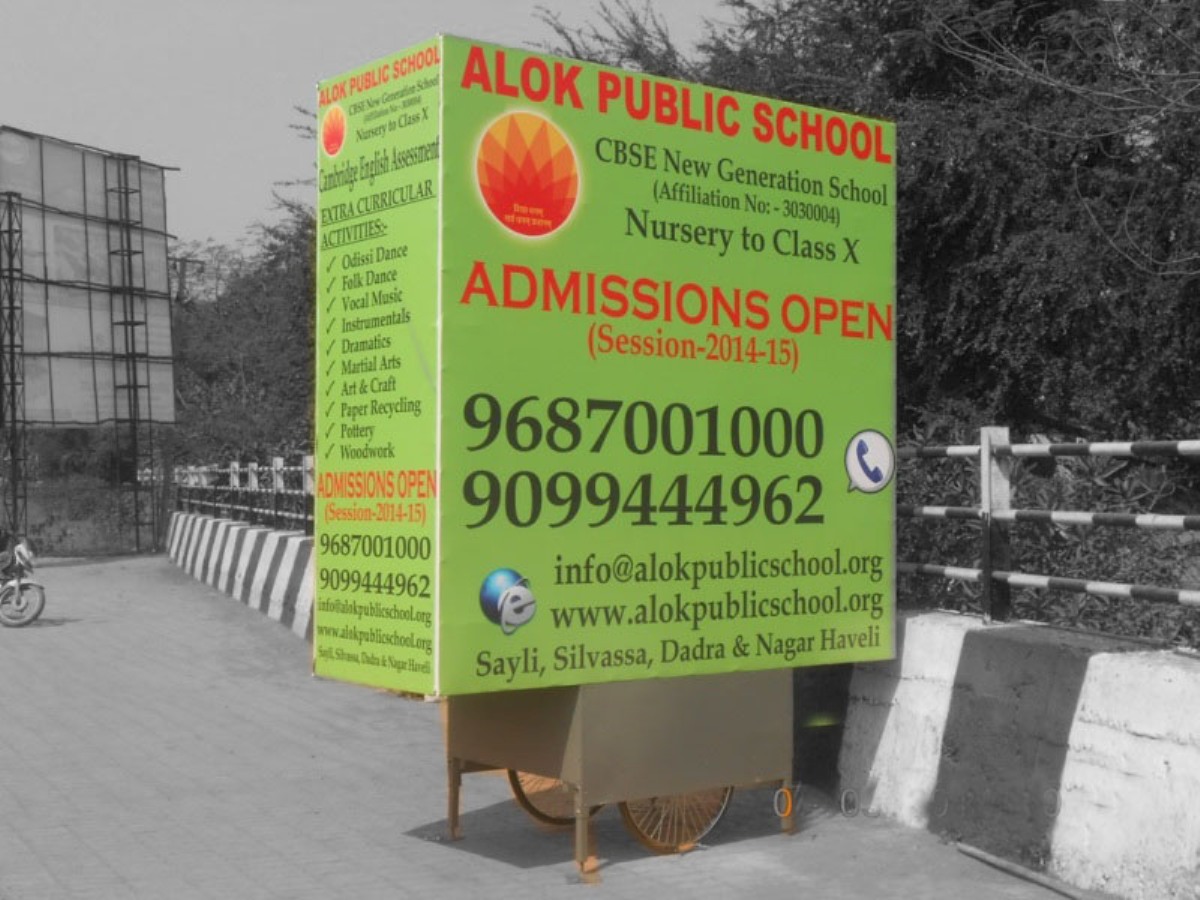 ALOK PUBLIC SCHOOL
CBSE New Generation School
(Affiliation No:- 3030004)
Nursery to Class X
Cambridge English Assessment
EXTRA CURRICULAR
ACTIVITIES:-
✓ Odissi Dance
✓ Folk Dance
✓ Vocal Music
✓ Instrumentals
✓ Dramatics
✓ Martial Arts
✓ Art & Craft
✓ Paper Recycling
✓ Pottery
✓ Woodwork
ADMISSIONS OPEN
(Session-2014-15)
9687001000
9099444962
info@alokpublicschool.org
www.alokpublicschool.org
Sayli, Silvassa, Dadra & Nagar Haveli
ALOK PUBLIC SCHOOL
CBSE New Generation School
(Affiliation No: - 3030004)
Nursery to Class X
ADMISSIONS OPEN
(Session-2014-15)
9687001000
9099444962
info@alokpublicschool.org
www.alokpublicschool.org
Sayli, Silvassa, Dadra & Nagar Haveli